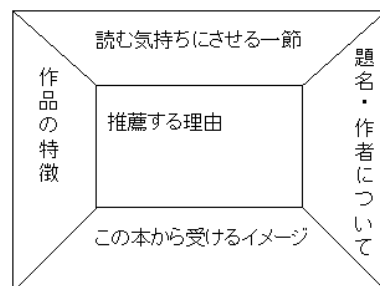 読む気持ちにさせる一節
題名・作者について
作品の特徴
推薦する理由
この本から受けるイメージ